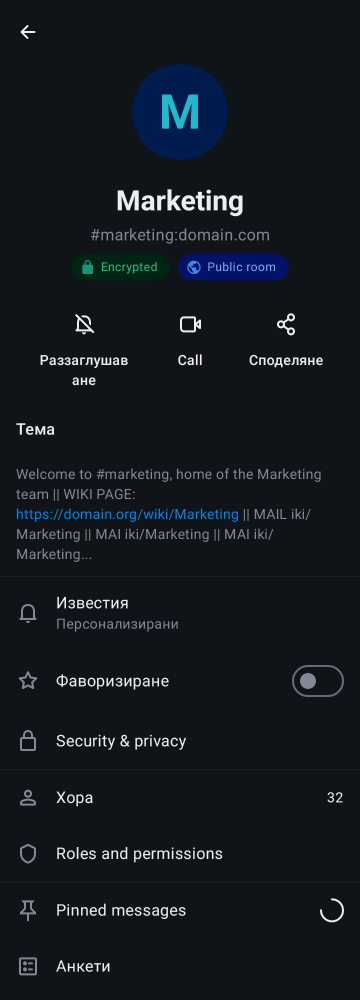 M
Marketing
#marketing:domain.com
Encrypted
Public room
Раззаглушав
ане
Call
Споделяне
Тема
Welcome to #marketing, home of the Marketing
team || WIKI PAGE:
https://domain.org/wiki/Marketing || MAIL iki/
Marketing || MAI iki/Marketing || MAI iki/
Marketing...
Известия
Персонализирани
Фаворизиране
Security & privacy
Хора
32
Roles and permissions
Pinned messages
Анкети